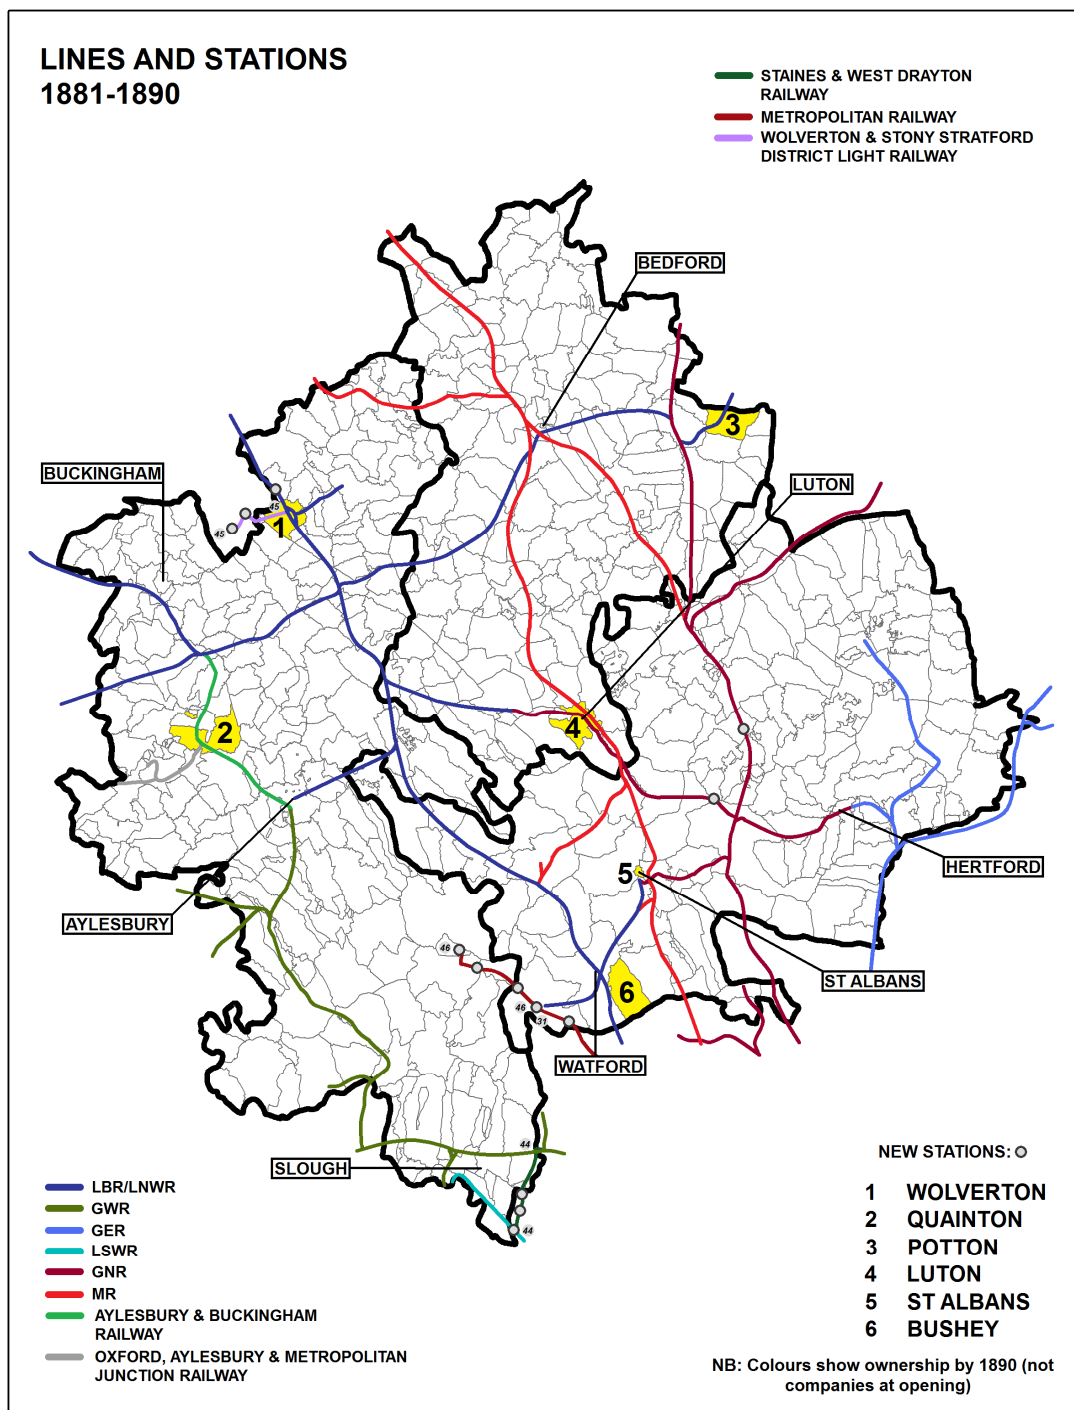 LINES AND STATIONS
1881-1890
STAINES & WEST DRAYTON
RAILWAY
METROPOLITAN RAILWAY
WOLVERTON & STONY STRATFORD
DISTRICT LIGHT RAILWAY
BEDFORD
BUCKINGHAM
LUTON
3
45
1
45
2
4
HERTFORD
5
AYLESBURY
46
ST ALBANS
6
46
31
WATFORD
44
SLOUGH
44
NEW STATIONS:
1 WOLVERTON
2 QUAINTON
3 POTTON
4 LUTON
5 ST ALBANS
6 BUSHEY
LBR/LNWR
GWR
GER
LSWR
GNR
MR
AYLESBURY & BUCKINGHAM
RAILWAY
OXFORD, AYLESBURY & METROPOLITAN
JUNCTION RAILWAY
NB: Colours show ownership by 1890 (not
companies at opening)